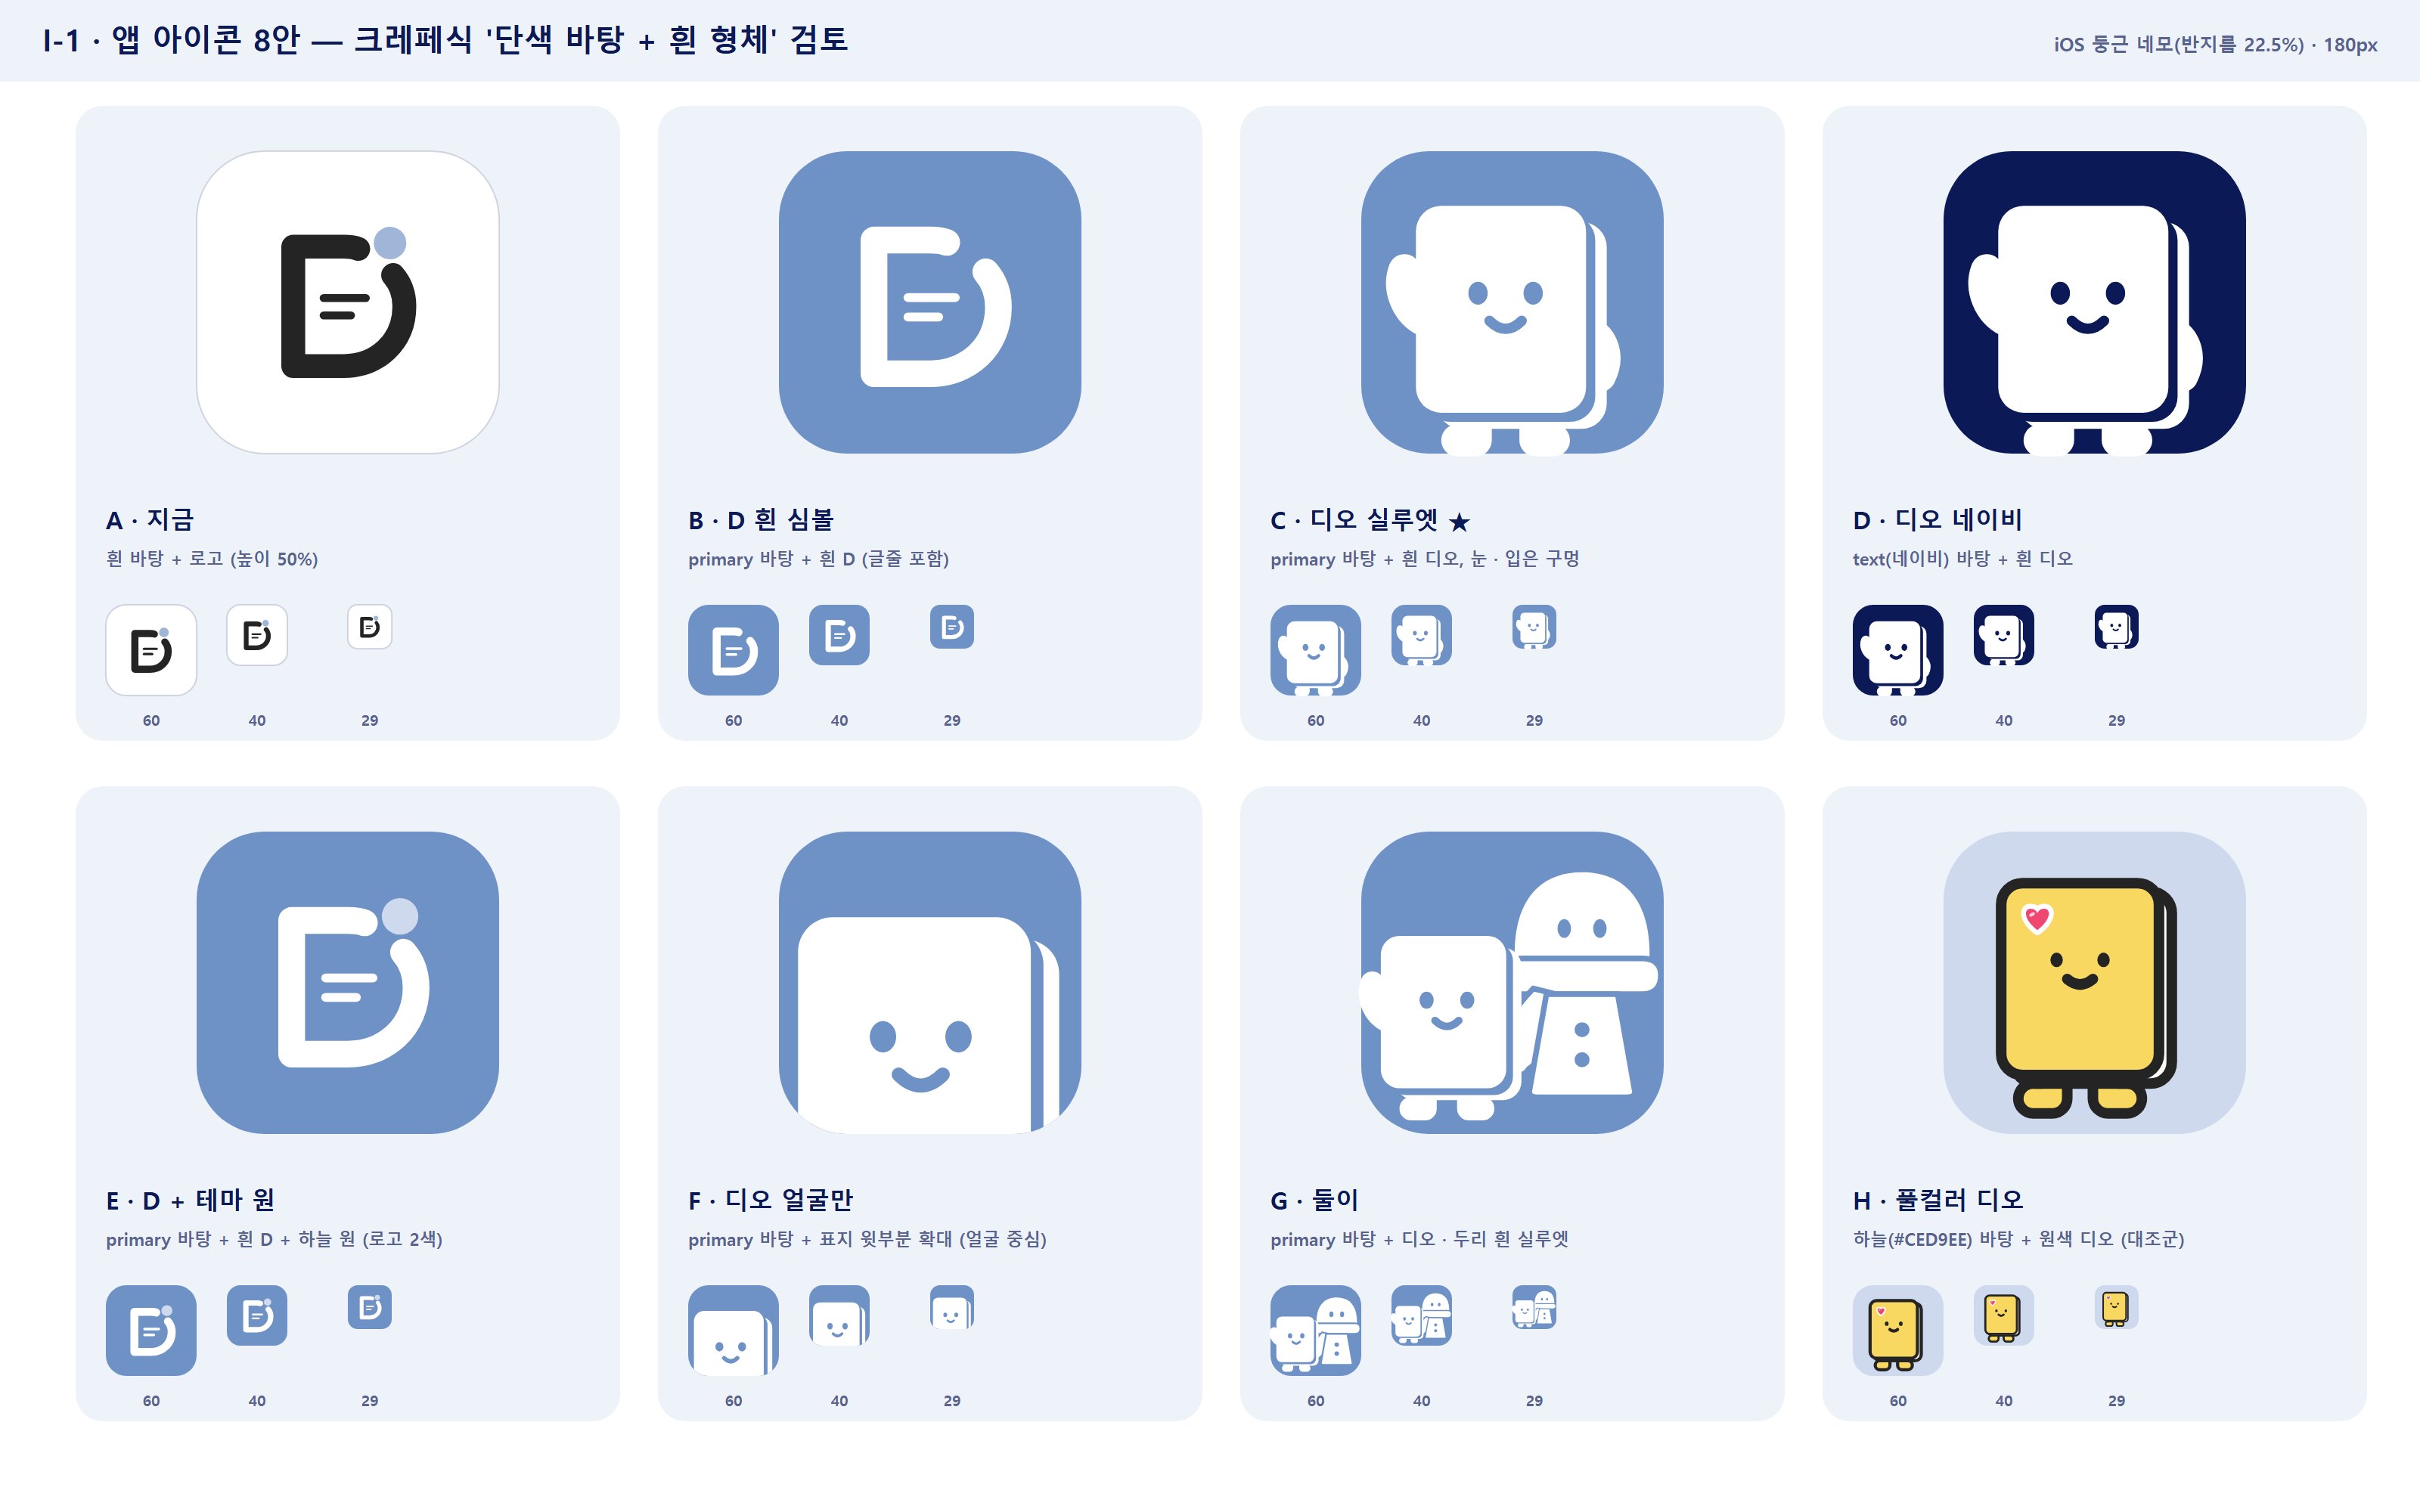 I-1 · 앱 아이콘 8안 — 크레페식 '단색 바탕 + 흰 형체' 검토
iOS 둥근 네모(반지름 22.5%) · 180px
A · 지금
흰 바탕 + 로고 (높이 50%)
60 40 29
B · D 흰 심볼
primary 바탕 + 흰 D (글줄 포함)
60 40 29
C · 디오 실루엣 ★
primary 바탕 + 흰 디오, 눈 · 입은 구멍
60 40 29
D · 디오 네이비
text(네이비) 바탕 + 흰 디오
60 40 29
E · D + 테마 원
primary 바탕 + 흰 D + 하늘 원 (로고 2색)
60 40 29
F · 디오 얼굴만
primary 바탕 + 표지 윗부분 확대 (얼굴 중심)
60 40 29
G · 둘이
primary 바탕 + 디오 · 두리 흰 실루엣
60 40 29
H · 풀컬러 디오
하늘(#CED9EE) 바탕 + 원색 디오 (대조군)
60 40 29